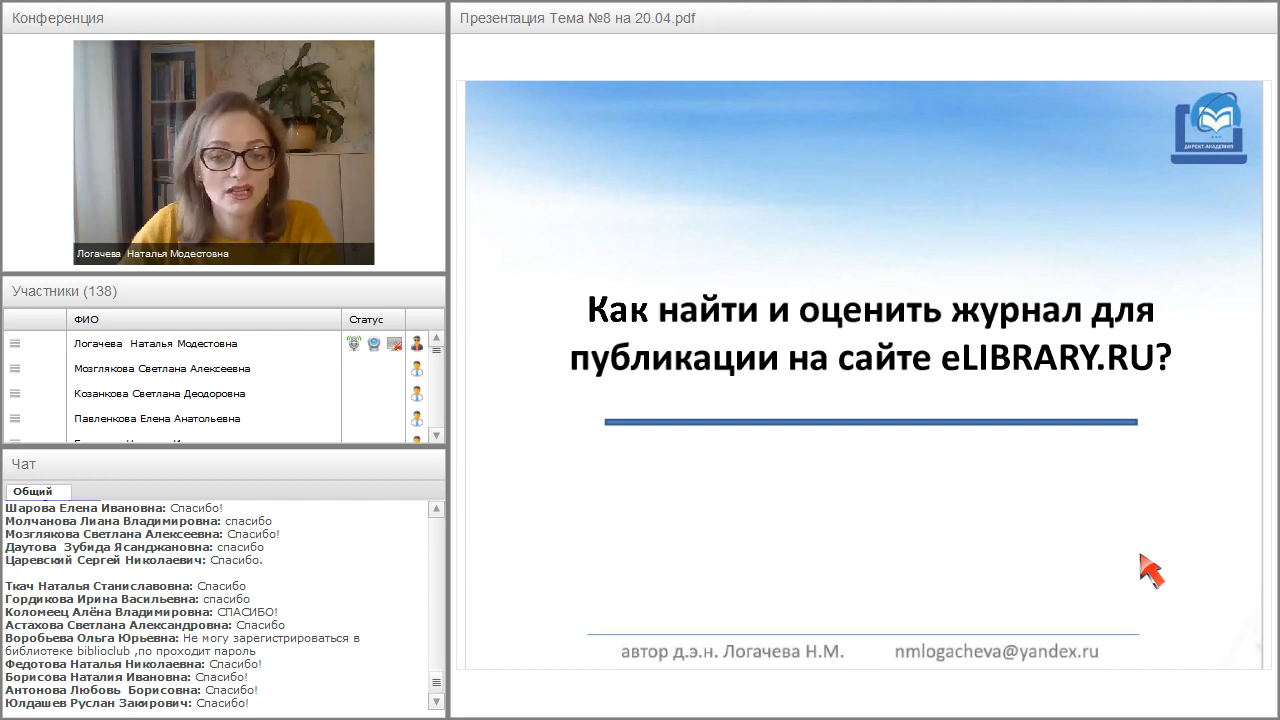 Конференция
Логачева Наталья Модестовна
Участники (138)
ФИО
Статус
Логачева Наталья Модестовна
Мозглякова Светлана Алексеевна
Козанкова Светлана Деодоровна
Павленкова Елена Анатольевна
Чат
Общий
Шарова Елена Ивановна: Спасибо!
Молчанова Лиана Владимировна: спасибо
Мозглякова Светлана Алексеевна: Спасибо!
Даутова Зубида Ясанджановна: спасибо
Царевский Сергей Николаевич: Спасибо.
Ткач Наталья Станиславовна: Спасибо
Гордикова Ирина Васильевна: спасибо
Коломеец Алёна Владимировна: СПАСИБО!
Астахова Светлана Александровна: Спасибо
Воробьева Ольга Юрьевна: Не могу зарегистрироваться в
библиотеке biblioclub ,по проходит пароль
Федотова Наталья Николаевна: Спасибо!
Борисова Наталия Ивановна: Спасибо!
Антонова Любовь Борисовна: Спасибо!
Юлдашев Руслан Закирович: Спасибо!
Презентация Тема №8 на 20.04.pdf
ДИРЕКТ-АКАДЕМИЯ
Как найти и оценить журнал для
публикации на сайте eLIBRARY.RU?
автор д.э.н. Логачева Н.М. nmlogacheva@yandex.ru